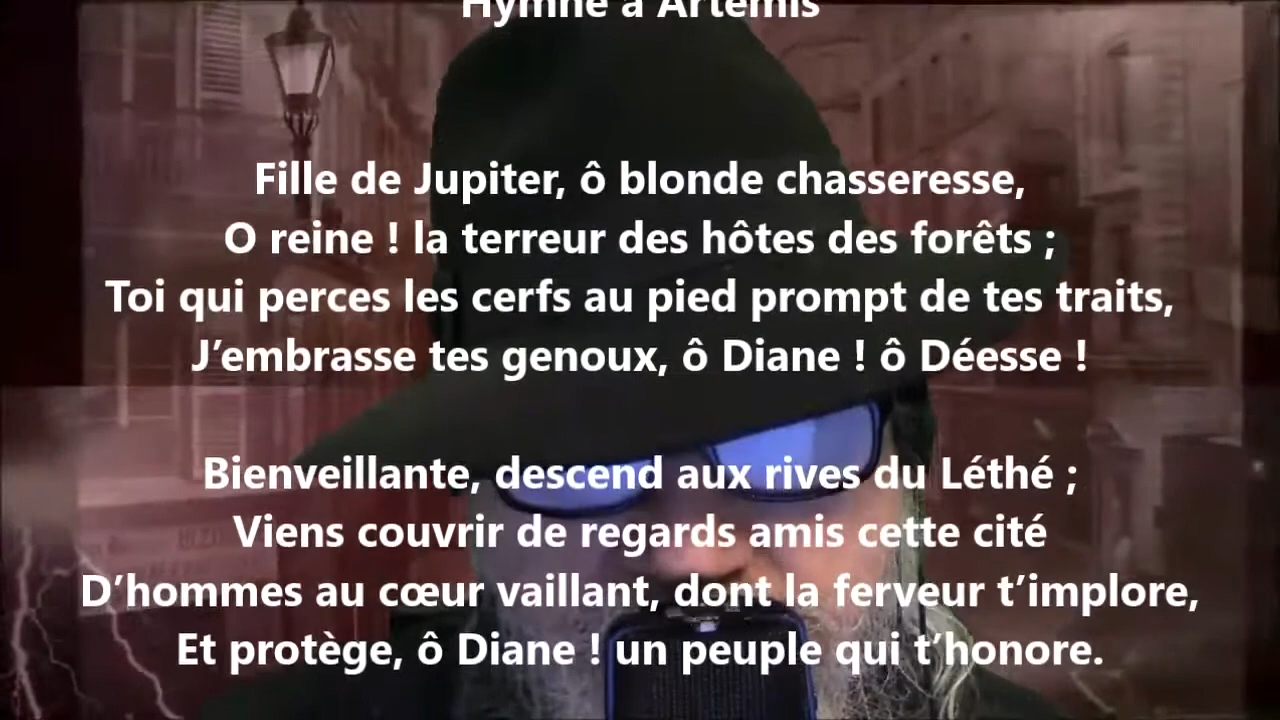 Hymne à Artémis
Fille de Jupiter, ô blonde chasseresse,
O reine ! la terreur des hôtes des forêts ;
Toi qui perces les cerfs au pied prompt de tes traits,
J’embrasse tes genoux, ô Diane ! ô Déesse !
Bienveillante, descend aux rives du Léthé ;
Viens couvrir de regards amis cette cité
D’hommes au cœur vaillant, dont la ferveur t’implore,
Et protège, ô Diane ! un peuple qui t’honore.